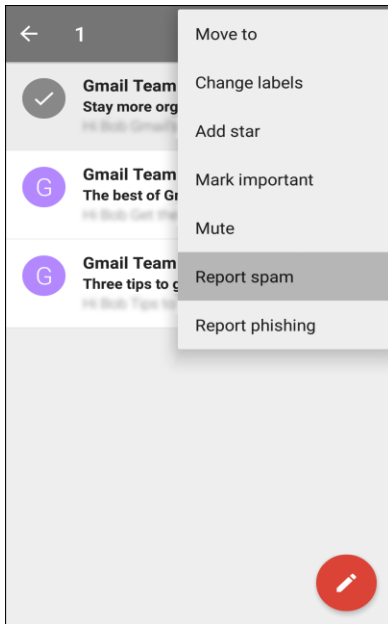 1
Move to
Change labels
Add star
Mark important
Mute
Report spam
Report phishing
Gmail Team
Stay more org
G
Gmail Team
The best of Gr
G
Gmail Team
Three tips to g